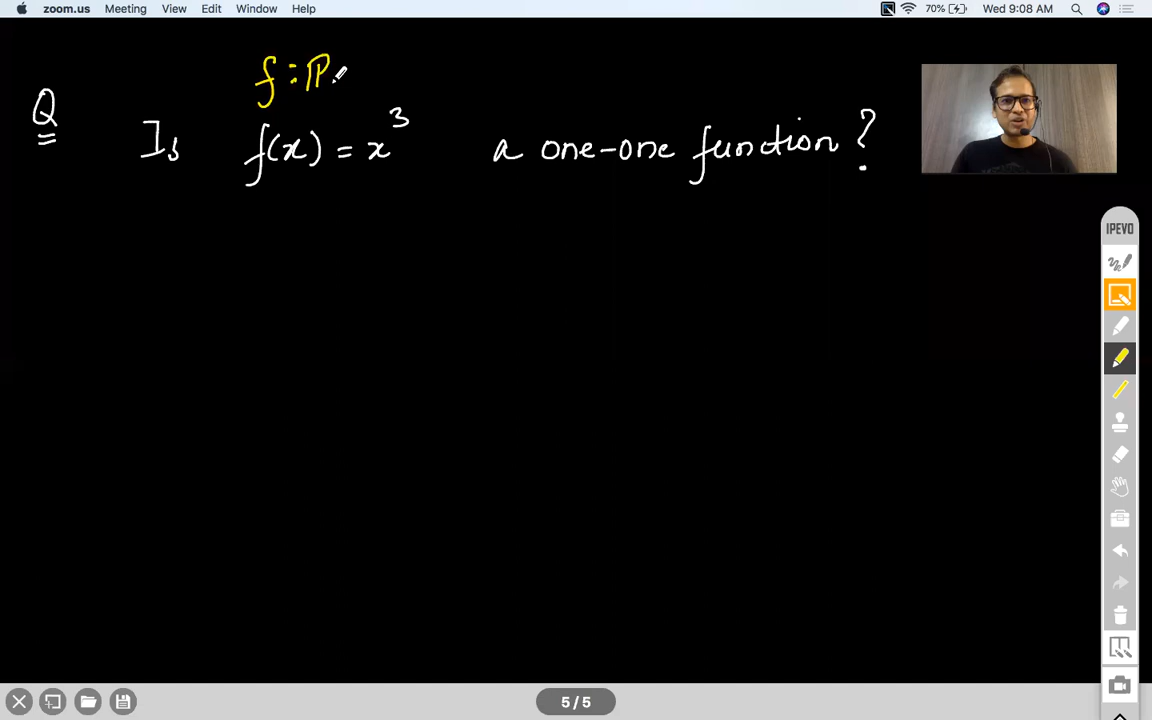 zoom.us Meeting View Edit Window Help 70% Wed 9:08 AM
f : P
Q Is f(x) = x³ a one-one function ?
IPEVO
5 / 5